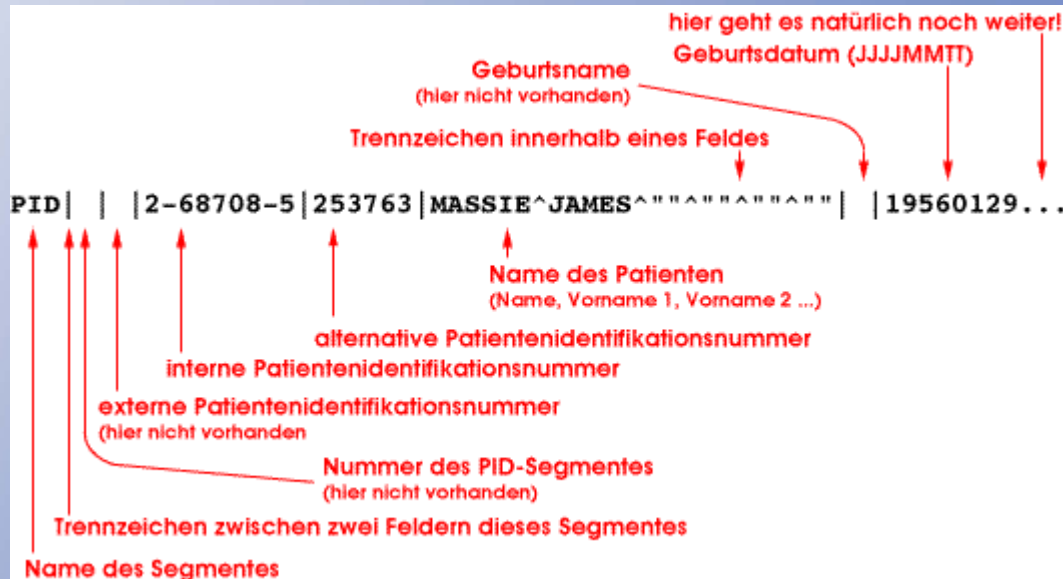 hier geht es natürlich noch weiter!
Geburtsdatum (JJJJMMTT)
Geburtsname
(hier nicht vorhanden)
Trennzeichen innerhalb eines Feldes
PID| | |2-68708-5|253763|MASSIE^JAMES^""^""^""^""| |19560129...
Name des Patienten
(Name, Vorname 1, Vorname 2 ...)
alternative Patientenidentifikationsnummer
interne Patientenidentifikationsnummer
externe Patientenidentifikationsnummer
(hier nicht vorhanden
Nummer des PID-Segmentes
(hier nicht vorhanden)
Trennzeichen zwischen zwei Feldern dieses Segmentes
Name des Segmentes